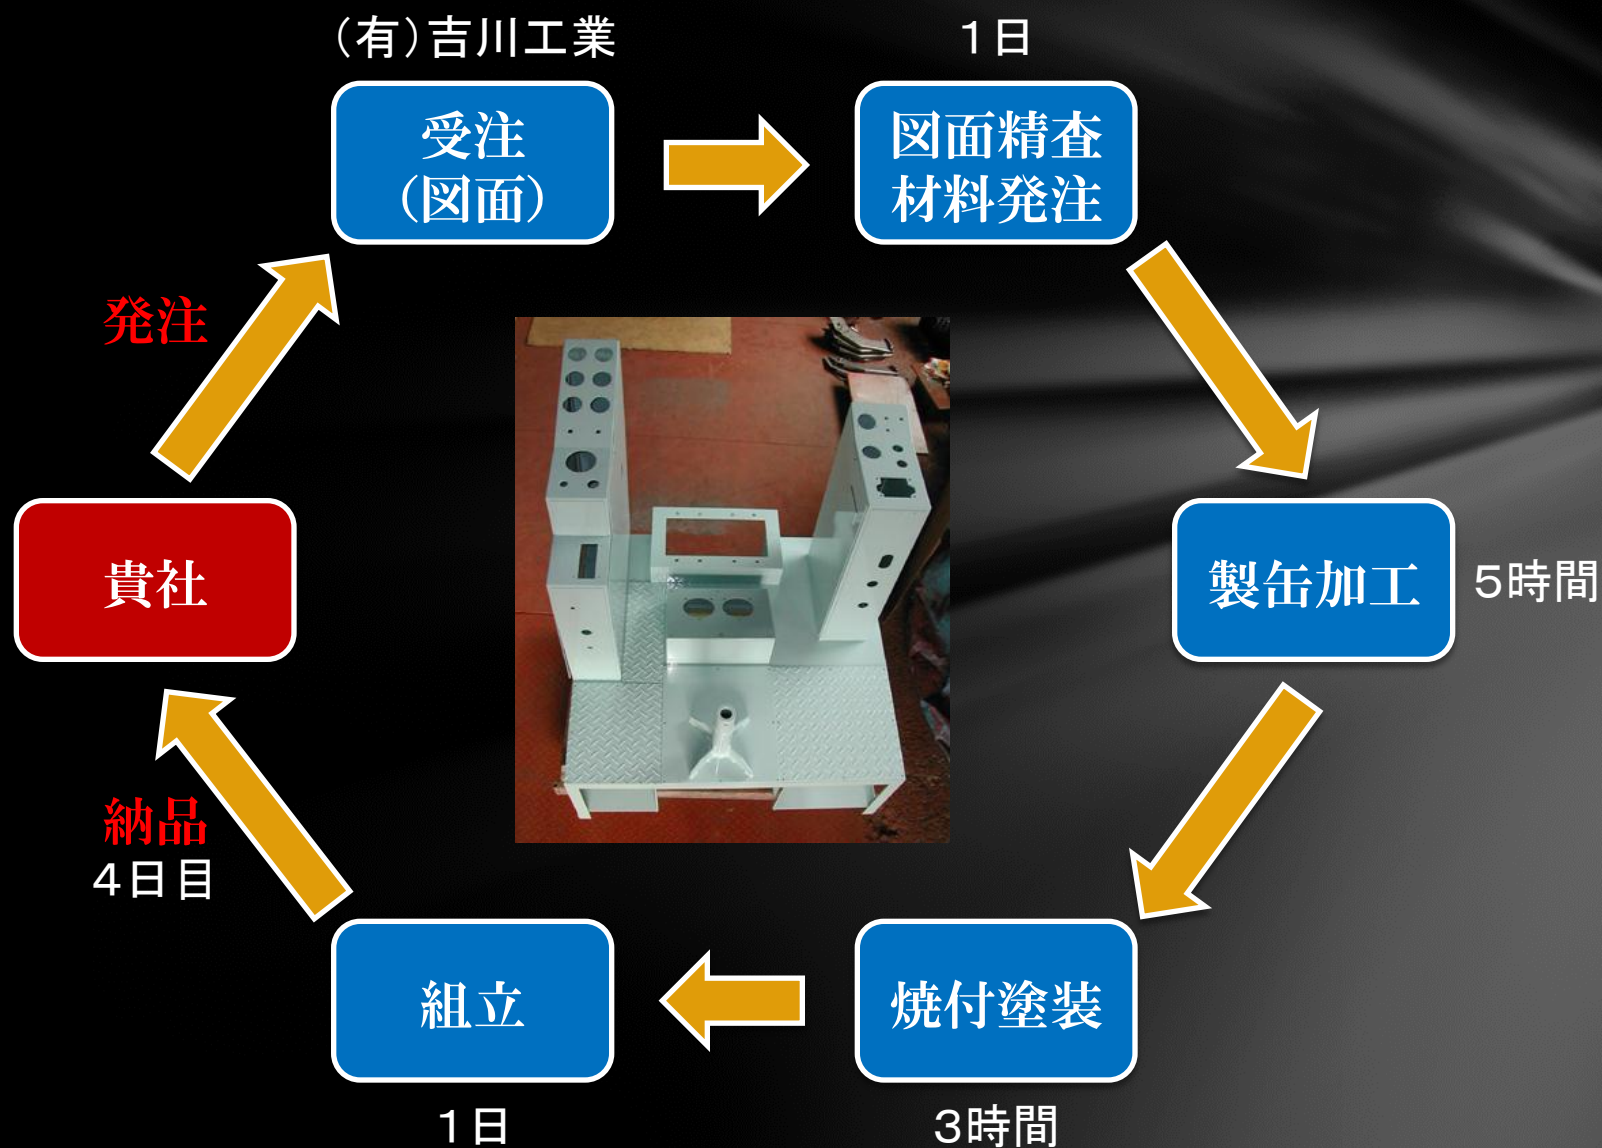 （有）吉川工業
受注
（図面）
１日
図面精査
材料発注
発注
貴社
製缶加工
５時間
納品
４日目
組立
１日
焼付塗装
３時間